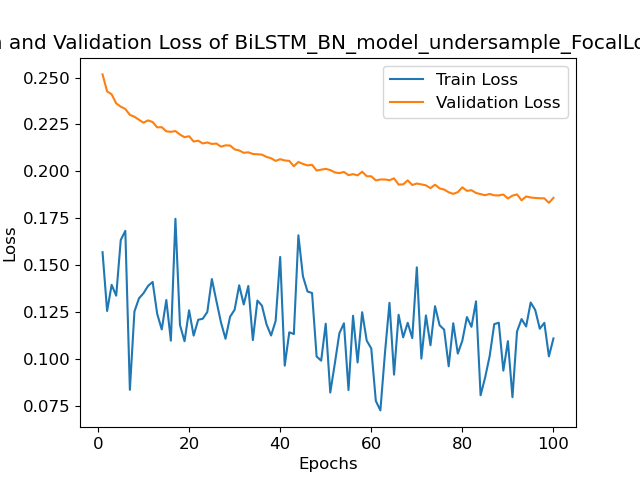 and Validation Loss of BiLSTM_BN_model_undersample_FocalLo
Train Loss
Validation Loss
0.250
0.225
0.200
0.175
0.150
0.125
0.100
0.075
Loss
0 20 40 60 80 100
Epochs